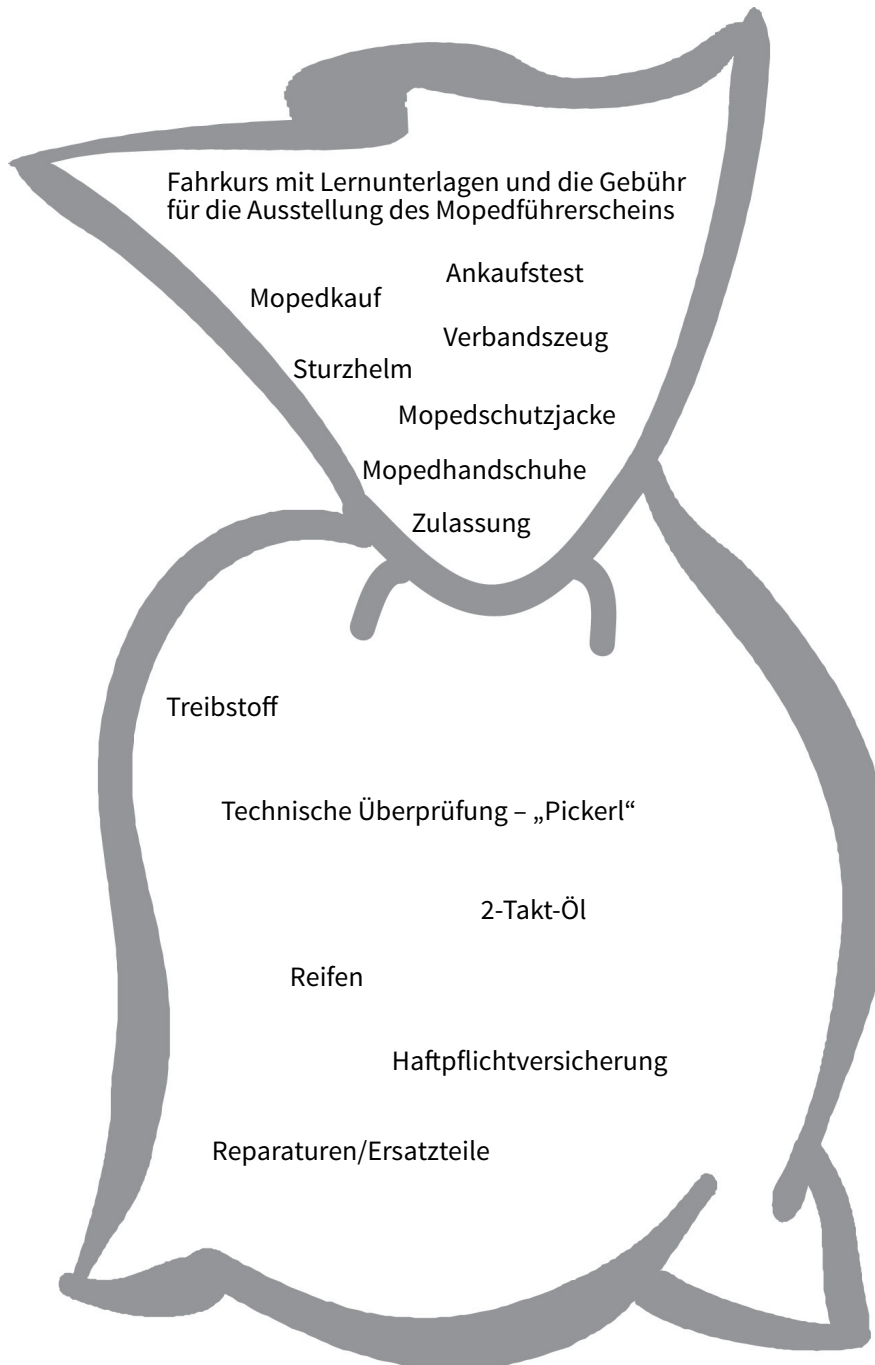 Fahrkurs mit Lernunterlagen und die Gebühr
für die Ausstellung des Mopedführerscheins
Ankaufstest
Mopedkauf
Verbandszeug
Sturzhelm
Mopedschutzjacke
Mopedhandschuhe
Zulassung
Treibstoff
Technische Überprüfung – „Pickerl“
2-Takt-Öl
Reifen
Haftpflichtversicherung
Reparaturen/Ersatzteile